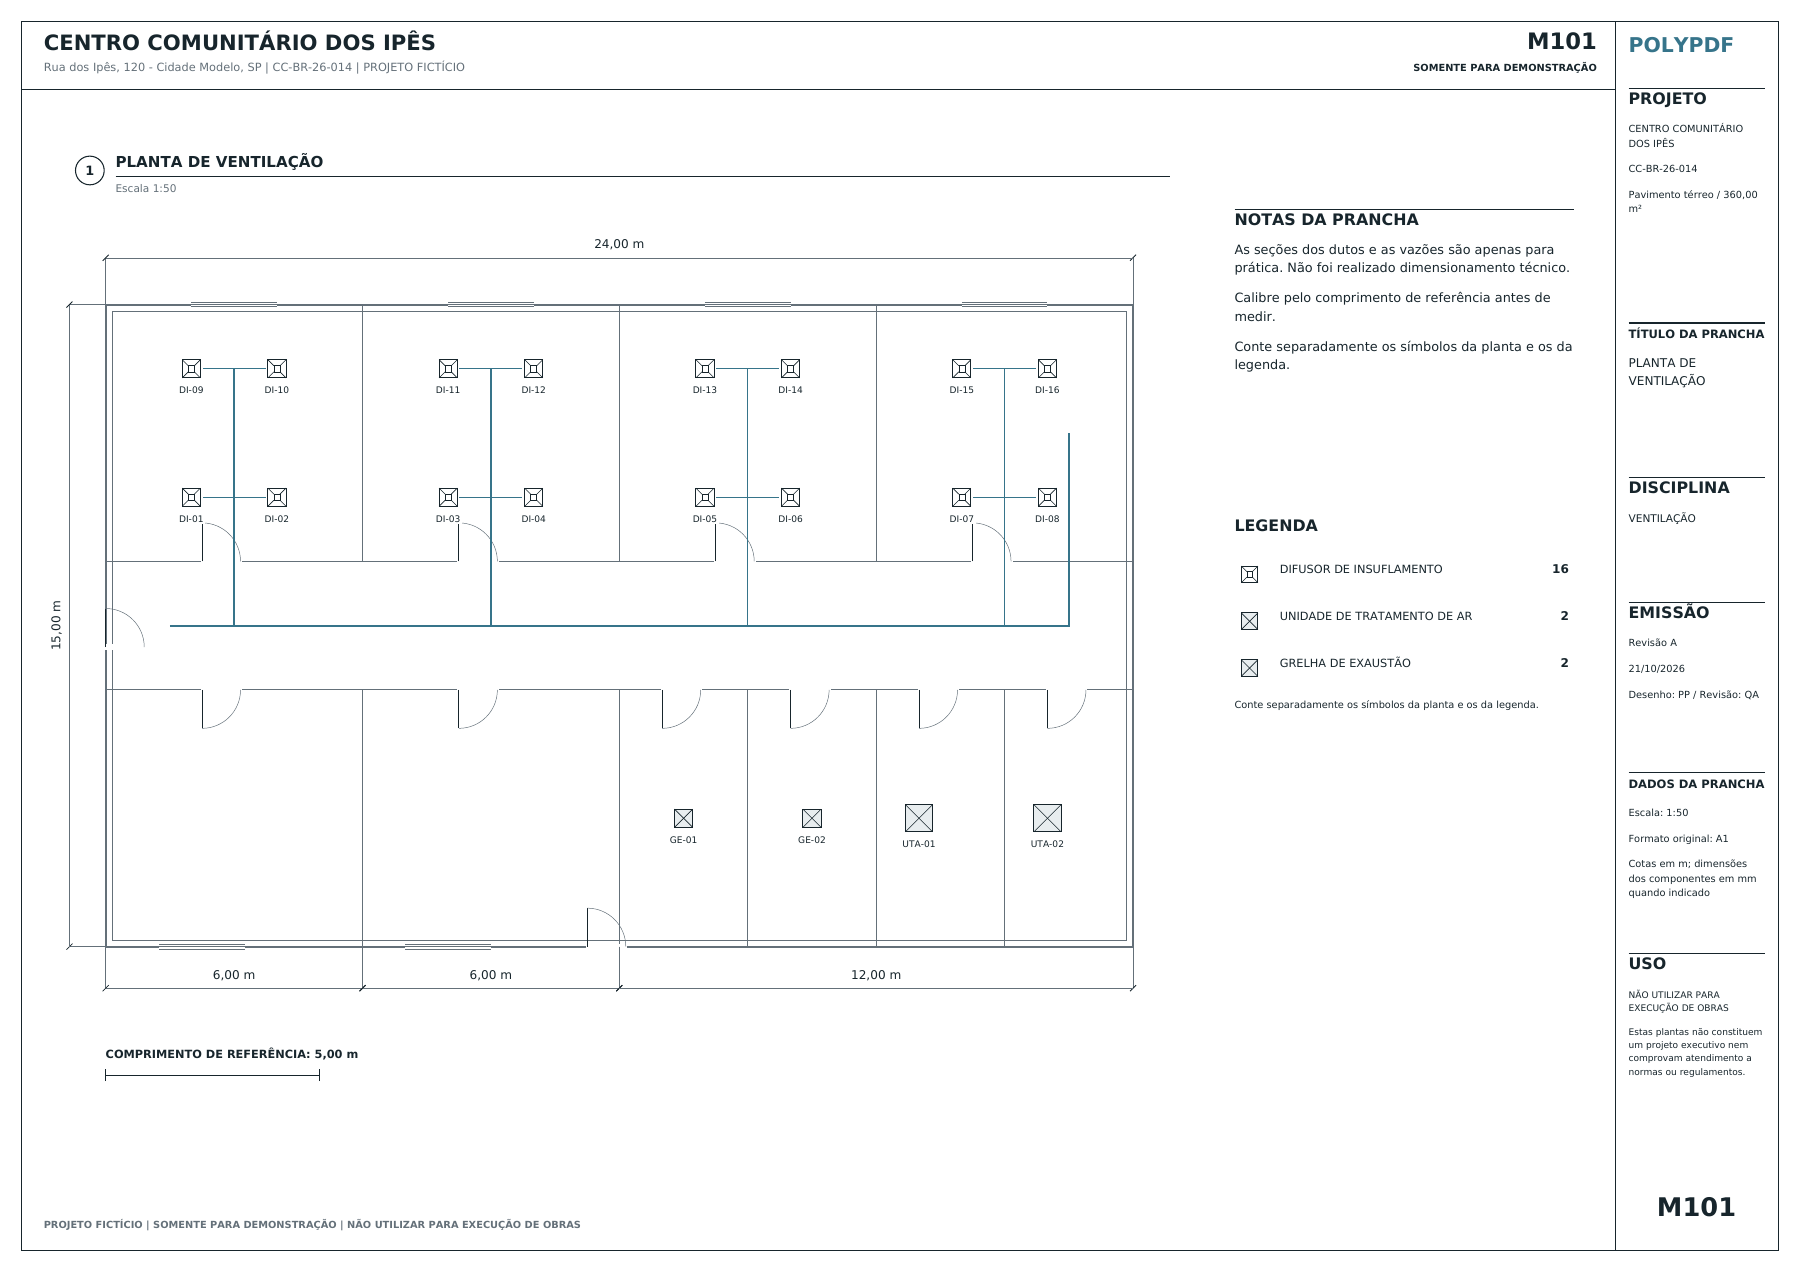 CENTRO COMUNITÁRIO DOS IPÊS
Rua dos Ipês, 120 - Cidade Modelo, SP | CC-BR-26-014 | PROJETO FICTÍCIO
M101
SOMENTE PARA DEMONSTRAÇÃO
1
PLANTA DE VENTILAÇÃO
Escala 1:50
24,00 m
15,00 m
DI-09 DI-10 DI-11 DI-12 DI-13 DI-14 DI-15 DI-16
DI-01 DI-02 DI-03 DI-04 DI-05 DI-06 DI-07 DI-08
GE-01 GE-02 UTA-01 UTA-02
6,00 m 6,00 m 12,00 m
COMPRIMENTO DE REFERÊNCIA: 5,00 m
NOTAS DA PRANCHA
As seções dos dutos e as vazões são apenas para
prática. Não foi realizado dimensionamento técnico.
Calibre pelo comprimento de referência antes de
medir.
Conte separadamente os símbolos da planta e os da
legenda.
LEGENDA
DIFUSOR DE INSUFLAMENTO 16
UNIDADE DE TRATAMENTO DE AR 2
GRELHA DE EXAUSTÃO 2
Conte separadamente os símbolos da planta e os da legenda.
POLYPDF
PROJETO
CENTRO COMUNITÁRIO
DOS IPÊS
CC-BR-26-014
Pavimento térreo / 360,00
m²
TÍTULO DA PRANCHA
PLANTA DE
VENTILAÇÃO
DISCIPLINA
VENTILAÇÃO
EMISSÃO
Revisão A
21/10/2026
Desenho: PP / Revisão: QA
DADOS DA PRANCHA
Escala: 1:50
Formato original: A1
Cotas em m; dimensões
dos componentes em mm
quando indicado
USO
NÃO UTILIZAR PARA
EXECUÇÃO DE OBRAS
Estas plantas não constituem
um projeto executivo nem
comprovam atendimento a
normas ou regulamentos.
M101
PROJETO FICTÍCIO | SOMENTE PARA DEMONSTRAÇÃO | NÃO UTILIZAR PARA EXECUÇÃO DE OBRAS